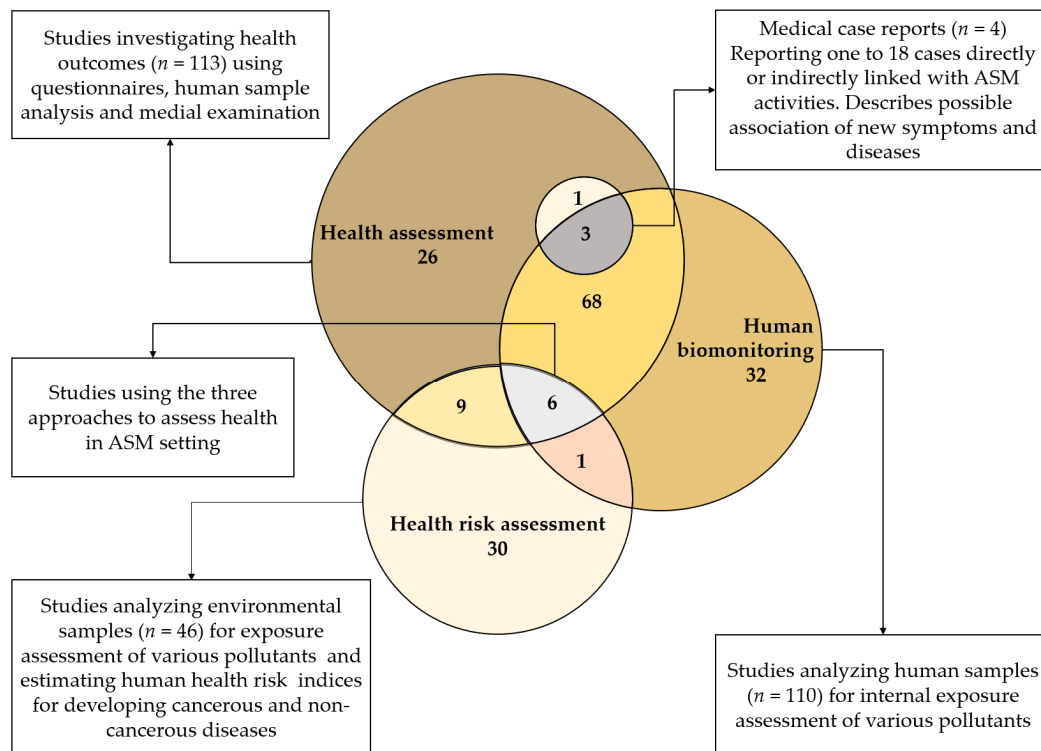 Studies investigating health
outcomes (n = 113) using
questionnaires, human sample
analysis and medial examination
Medical case reports (n = 4)
Reporting one to 18 cases directly
or indirectly linked with ASM
activities. Describes possible
association of new symptoms and
diseases
1
3
Health assessment
26
68
Human
biomonitoring
32
Studies using the three
approaches to assess health
in ASM setting
9
6
1
Health risk assessment
30
Studies analyzing environmental
samples (n = 46) for exposure
assessment of various pollutants and
estimating human health risk indices
for developing cancerous and non-
cancerous diseases
Studies analyzing human samples
(n = 110) for internal exposure
assessment of various pollutants